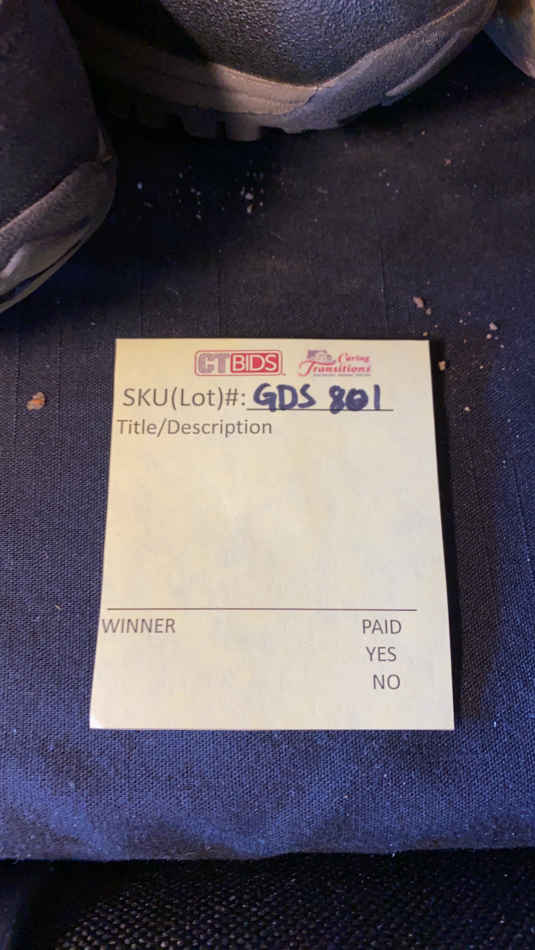 CTBIDS Caring Transitions
SKU(Lot)#: GDS 801
Title/Description
WINNER PAID
YES
NO